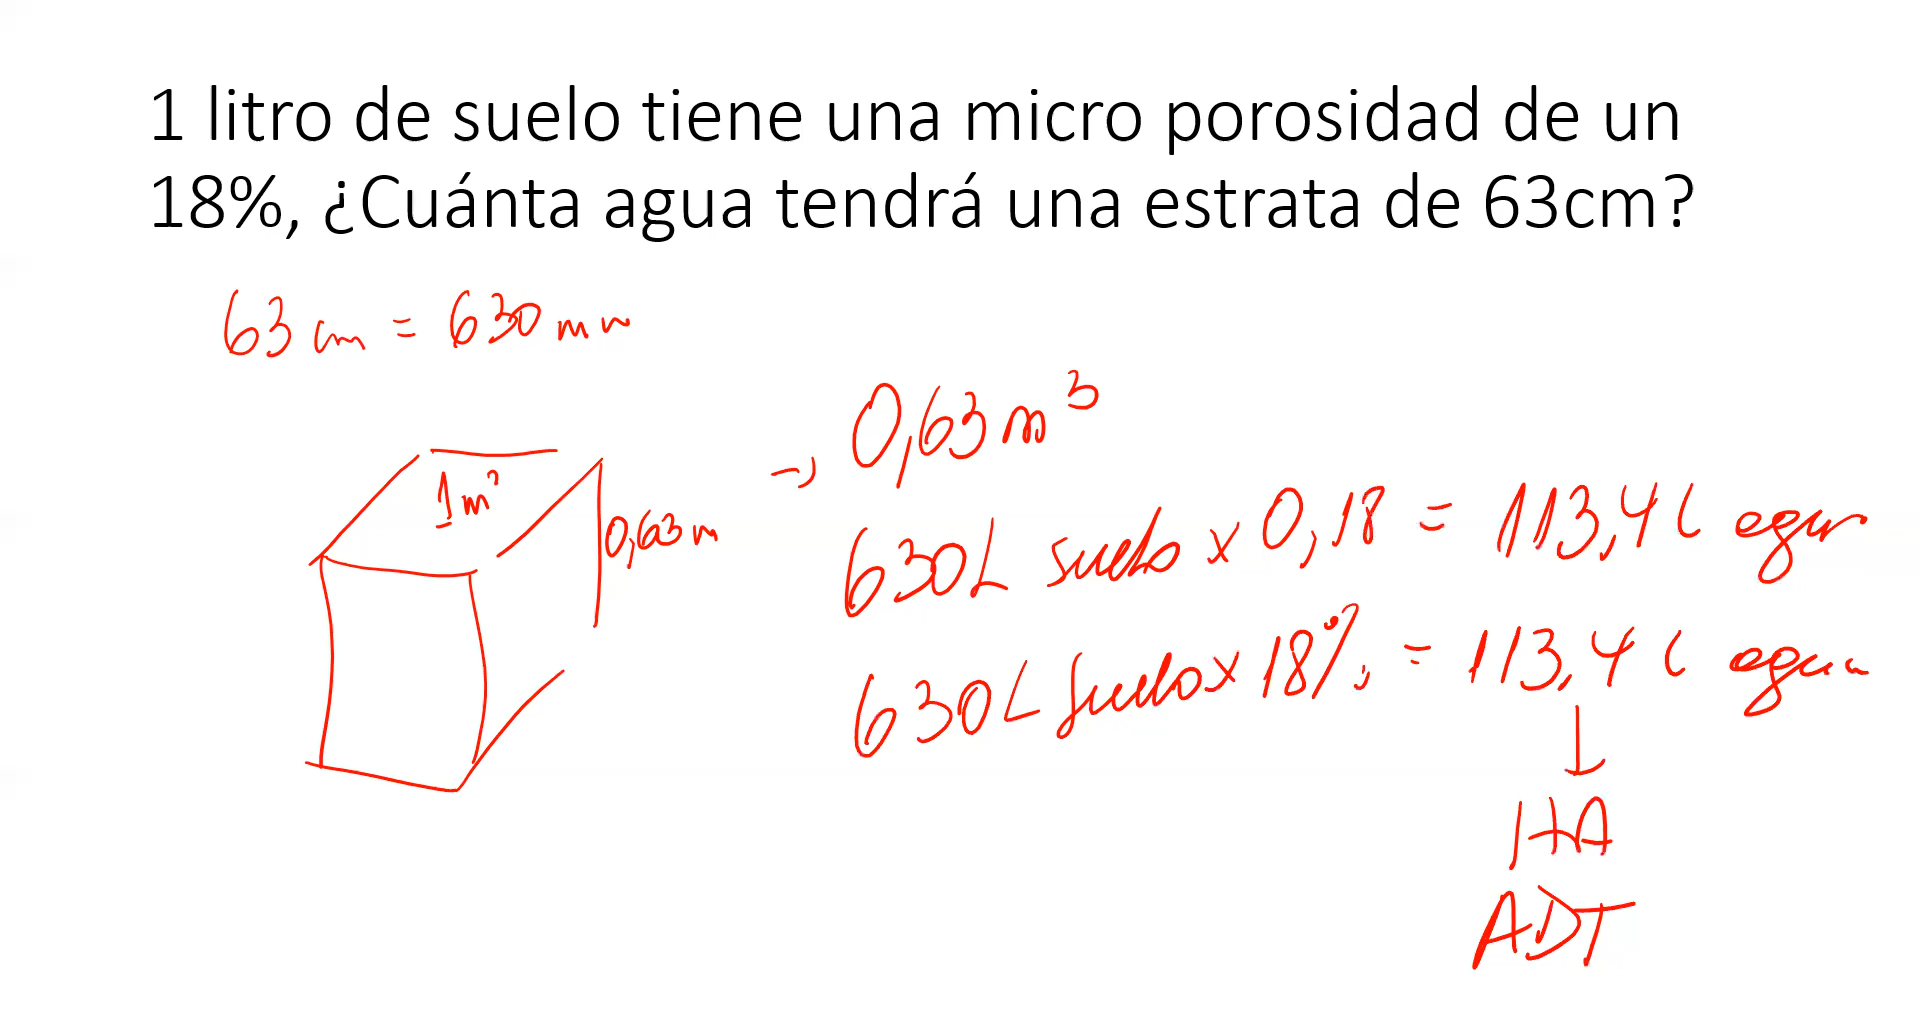 1 litro de suelo tiene una micro porosidad de un
18%, ¿Cuánta agua tendrá una estrata de 63cm?
63 cm = 630 mm
1 m²
0,63 m
→ 0,63 m³
630L suelo x 0,18 = 113,4 L agua
630L suelo x 18% = 113,4 L agua
↓
HA
ADT